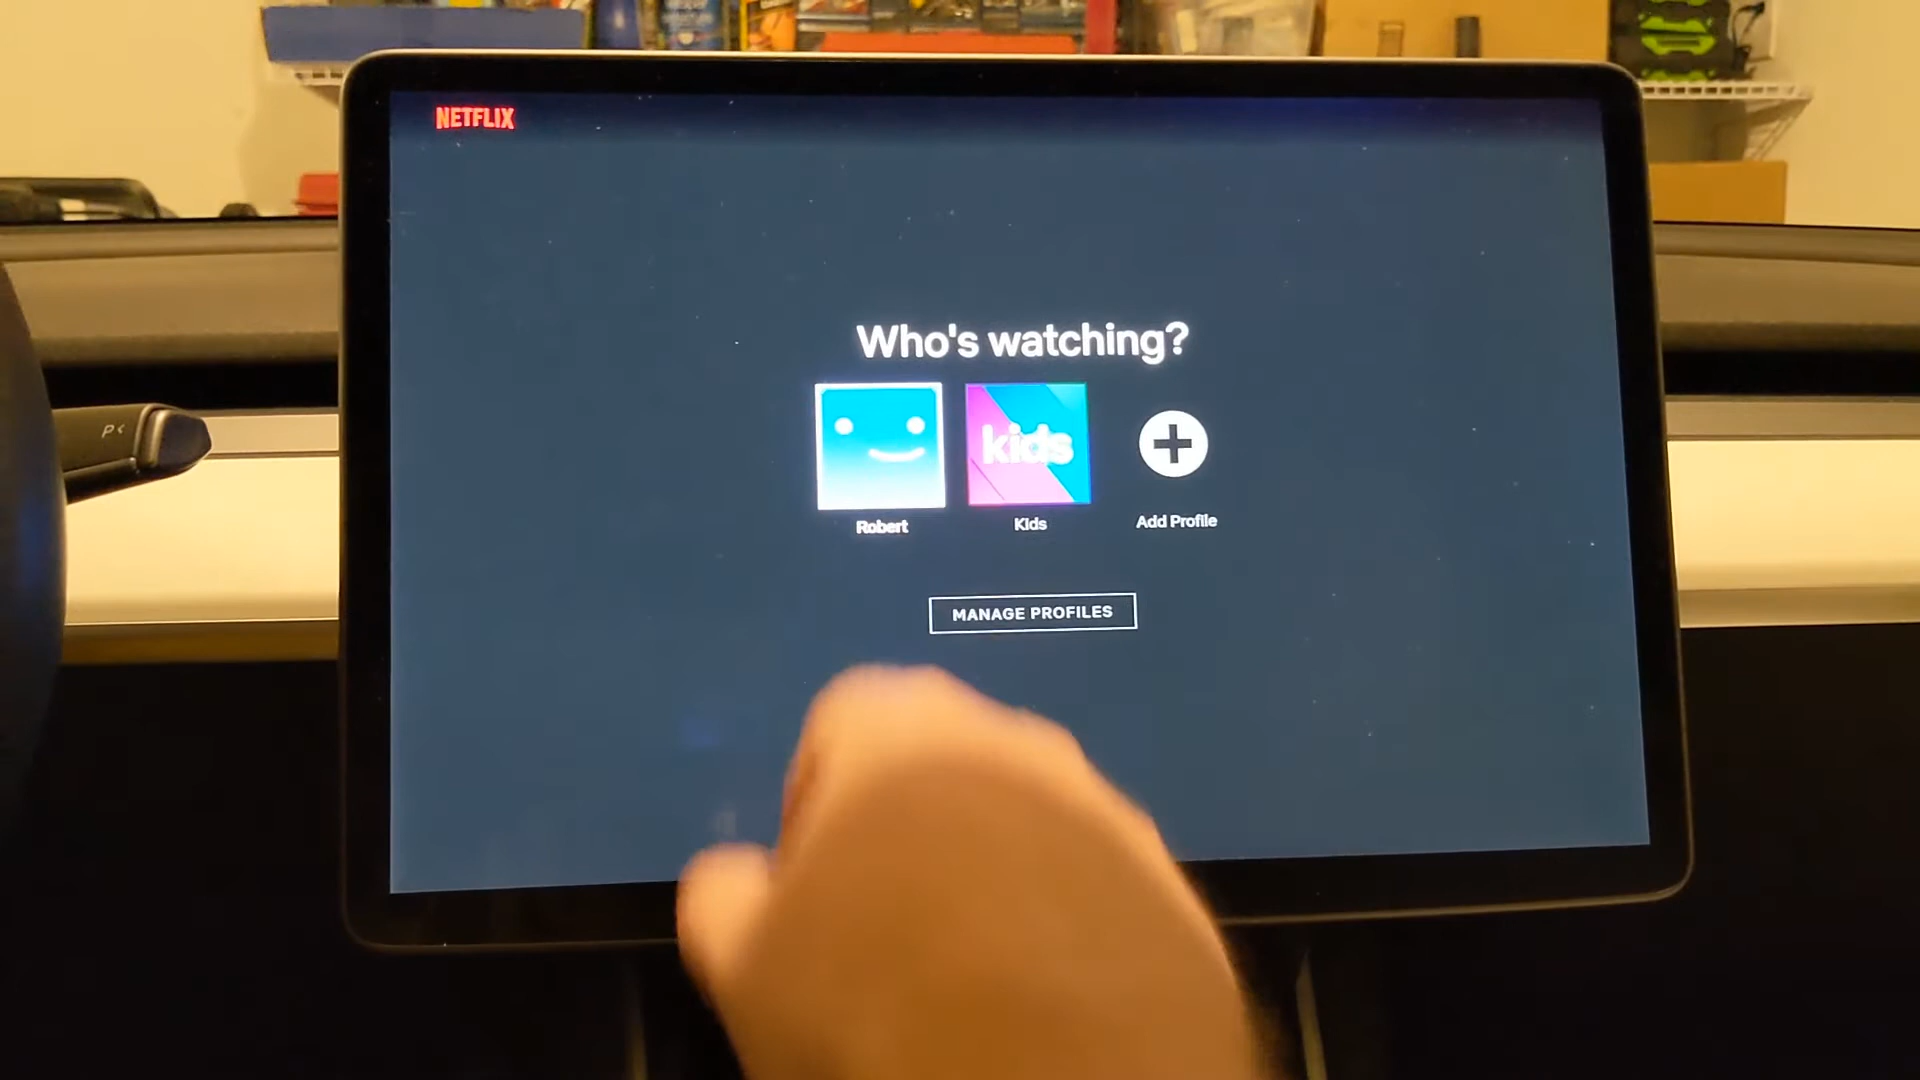 NETFLIX
Who's watching?
kids
Robert
Kids
Add Profile
MANAGE PROFILES
P<